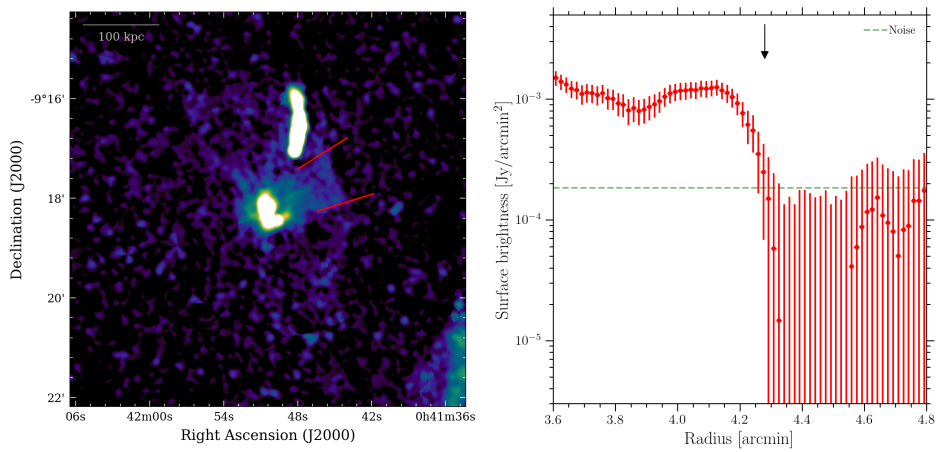 100 kpc
-9°16'
18'
20'
22'
Declination (J2000)
06s 42m00s 54s 48s 42s 0h41m36s
Right Ascension (J2000)
Noise
10⁻³
10⁻⁴
10⁻⁵
Surface brightness [Jy/arcmin²]
3.6 3.8 4.0 4.2 4.4 4.6 4.8
Radius [arcmin]